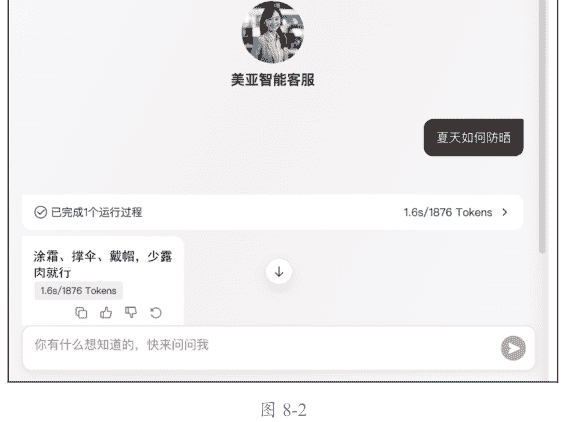 美亚智能客服
夏天如何防晒
已完成1个运行过程
1.6s/1876 Tokens
涂霜、撑伞、戴帽，少露
肉就行
1.6s/1876 Tokens
你有什么想知道的，快来问问我
图 8-2